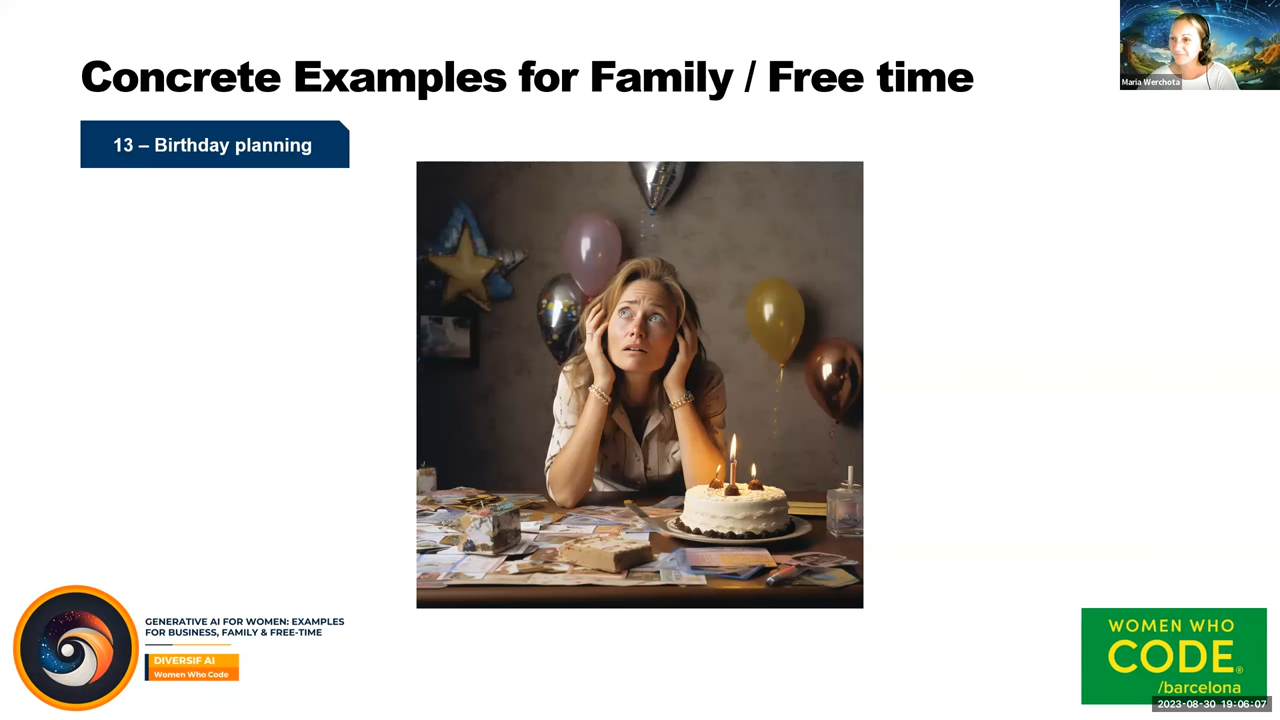 Concrete Examples for Family / Free time
Maria Werchota
13 – Birthday planning
GENERATIVE AI FOR WOMEN: EXAMPLES
FOR BUSINESS, FAMILY & FREE-TIME
DIVERSIF AI
Women Who Code
WOMEN WHO
CODE®
/barcelona
2023-08-30 19:06:07